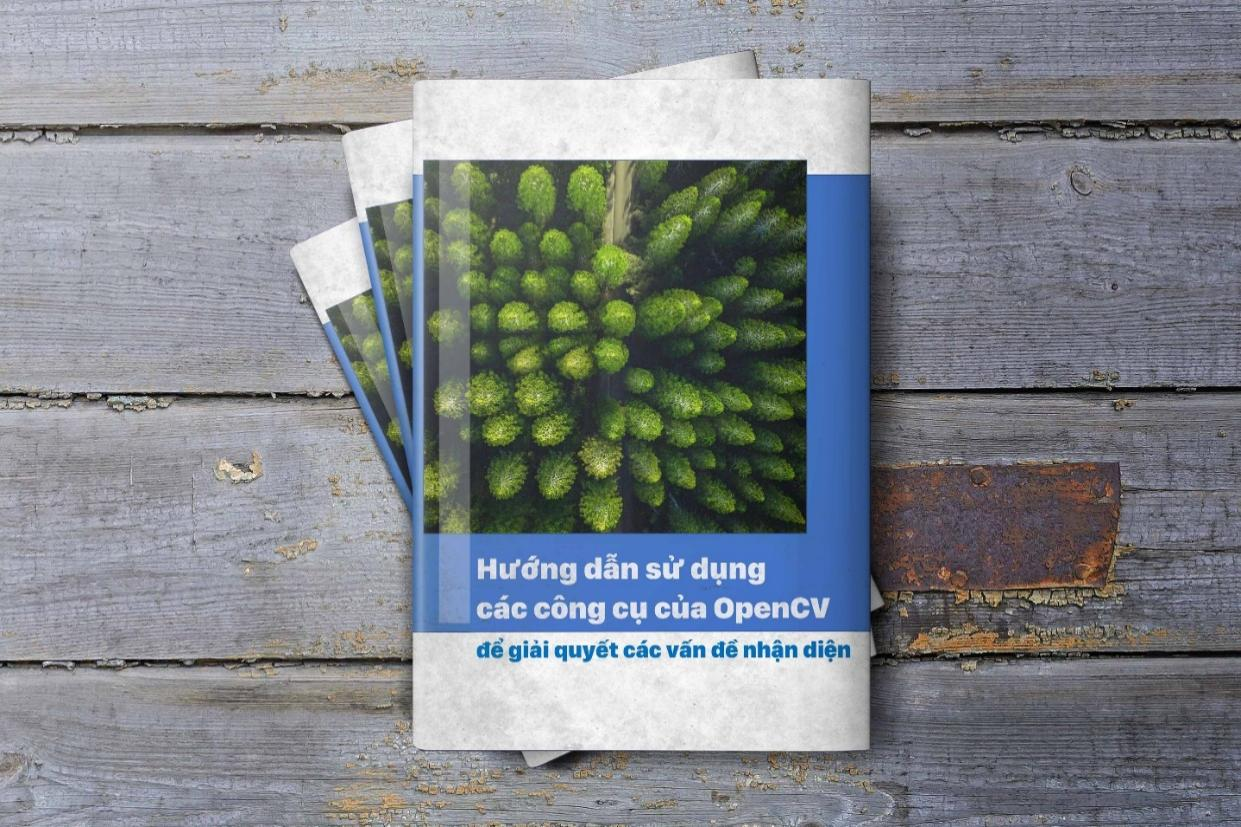 Hướng dẫn sử dụng
các công cụ của OpenCV
để giải quyết các vấn đề nhận diện